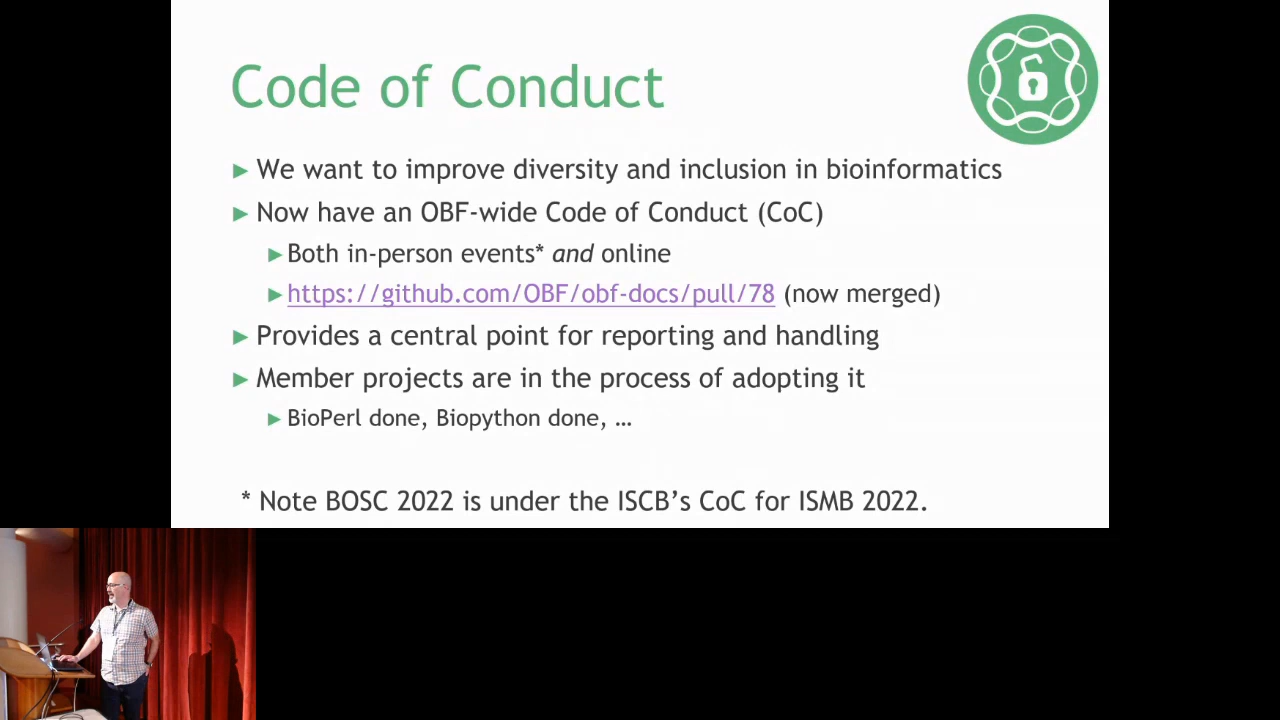 Code of Conduct
► We want to improve diversity and inclusion in bioinformatics
► Now have an OBF-wide Code of Conduct (CoC)
► Both in-person events* and online
► https://github.com/OBF/obf-docs/pull/78 (now merged)
► Provides a central point for reporting and handling
► Member projects are in the process of adopting it
► BioPerl done, Biopython done, …
* Note BOSC 2022 is under the ISCB’s CoC for ISMB 2022.